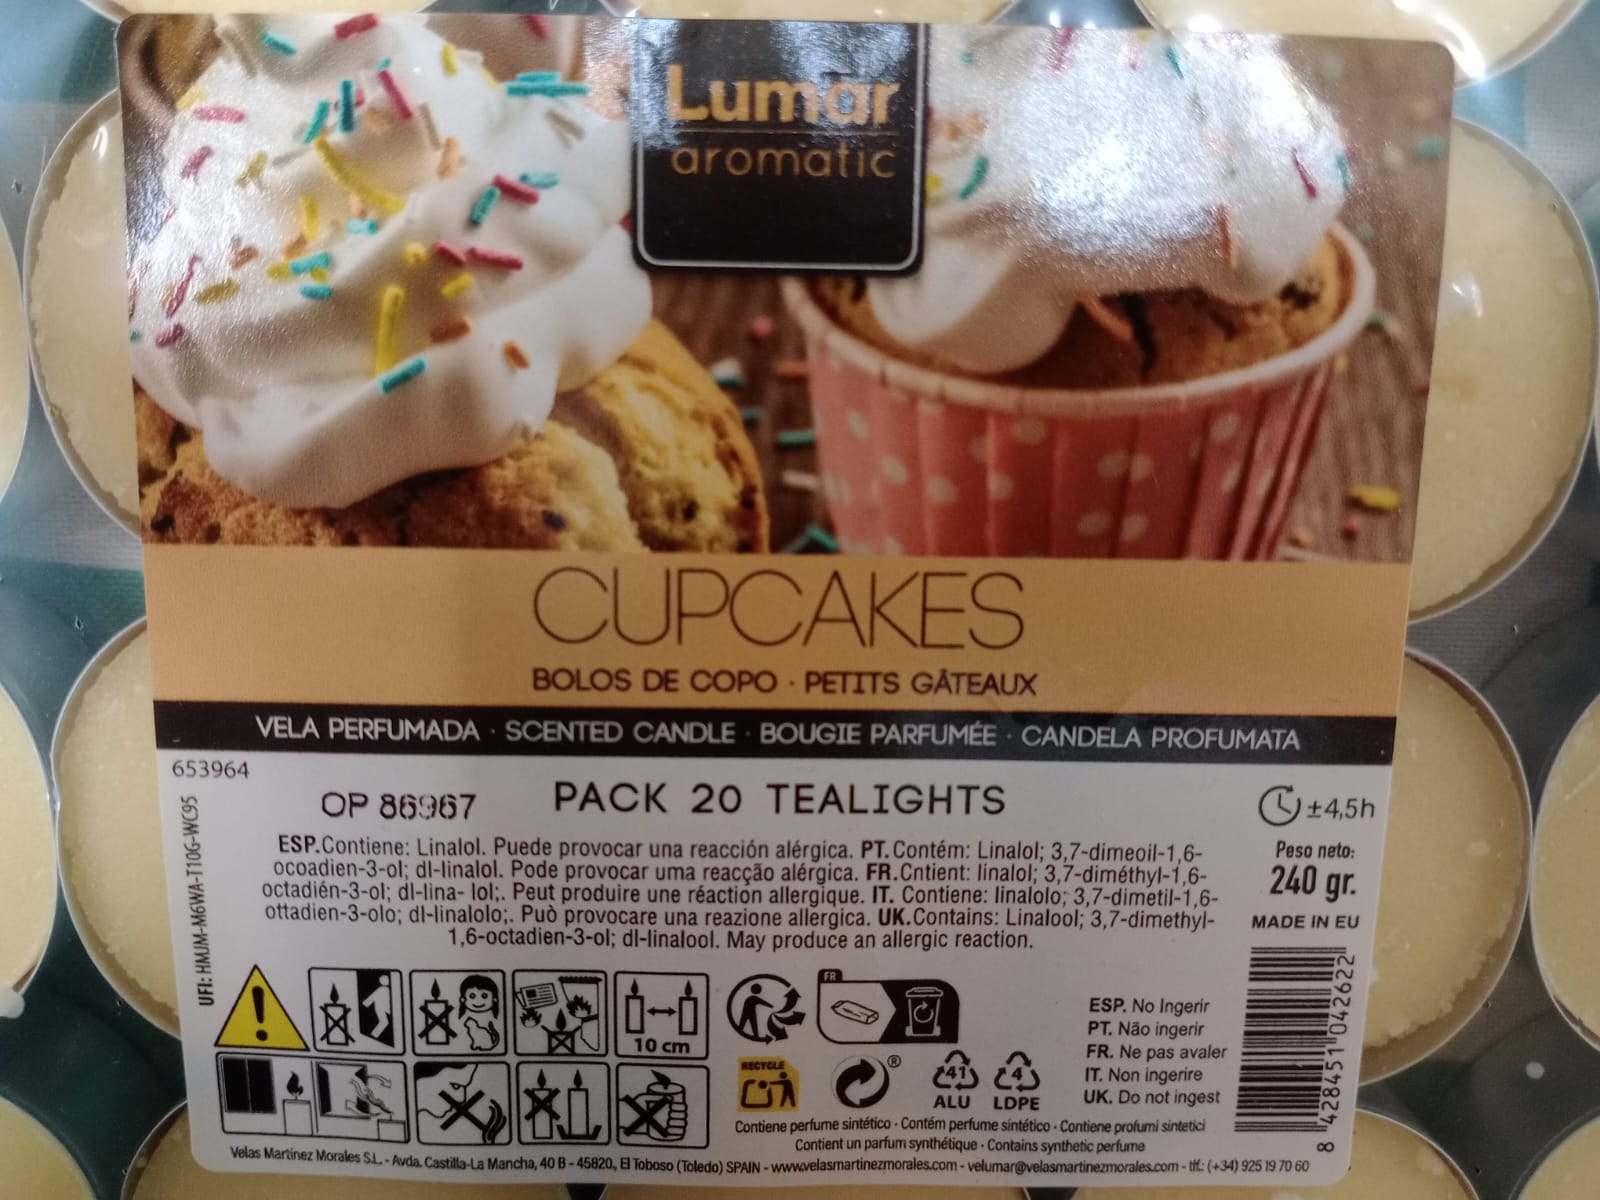 Lumar
aromatic
CUPCAKES
BOLOS DE COPO · PETITS GÂTEAUX
VELA PERFUMADA · SCENTED CANDLE · BOUGIE PARFUMÉE · CANDELA PROFUMATA
653964
UFI: HMJM-M6WA-T10G-WC95
OP 86967
PACK 20 TEALIGHTS
±4,5h
ESP.Contiene: Linalol. Puede provocar una reacción alérgica. PT.Contém: Linalol; 3,7-dimeoil-1,6-
ocoadien-3-ol; dl-linalol. Pode provocar uma reacção alérgica. FR.Cntient: linalol; 3,7-diméthyl-1,6-
octadién-3-ol; dl-lina- lol;. Peut produire une réaction allergique. IT. Contiene: linalolo; 3,7-dimetil-1,6-
ottadien-3-olo; dl-linalolo;. Può provocare una reazione allergica. UK.Contains: Linalool; 3,7-dimethyl-
1,6-octadien-3-ol; dl-linalool. May produce an allergic reaction.
Peso neto:
240 gr.
MADE IN EU
10 cm
FR
RECYCLE
®
41
ALU
4
LDPE
ESP. No Ingerir
PT. Não ingerir
FR. Ne pas avaler
IT. Non ingerire
UK. Do not ingest
8 428451 042622
Contiene perfume sintético · Contém perfume sintético · Contiene profumi sintetici
Contient un parfum synthétique · Contains synthetic perfume
Velas Martínez Morales S.L. - Avda. Castilla-La Mancha, 40 B - 45820., El Toboso (Toledo) SPAIN - www.velasmartinezmorales.com - velumar@velasmartinezmorales.com - tlf.: (+34) 925 19 70 60